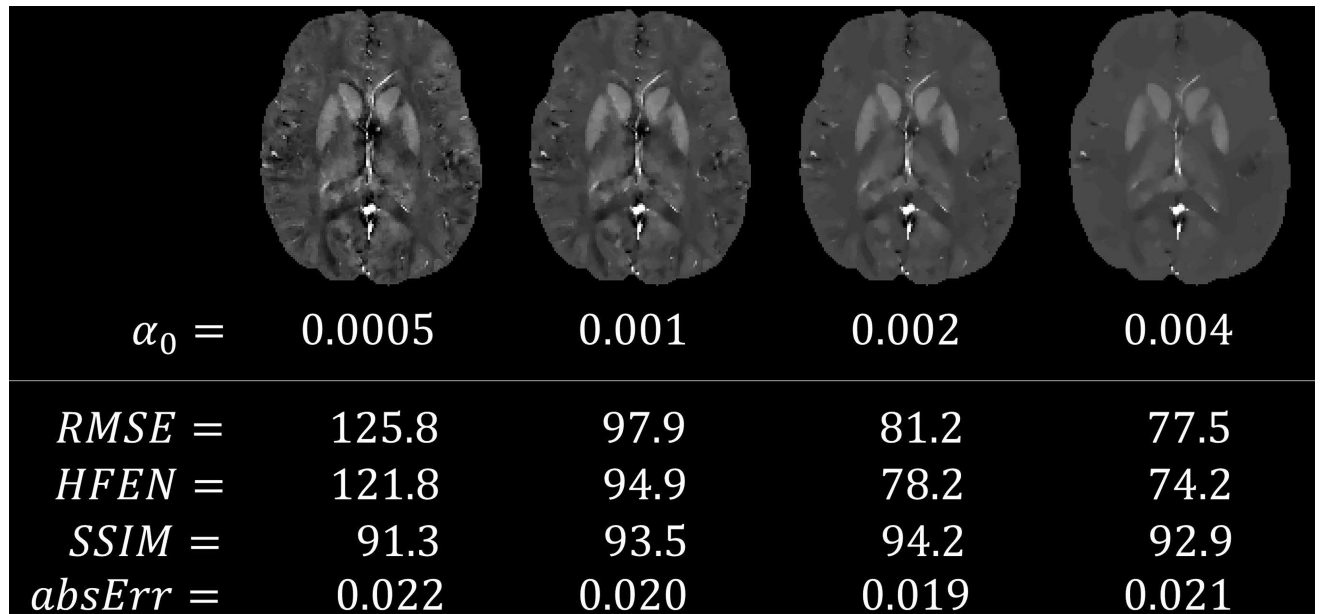 α₀ = 0.0005 0.001 0.002 0.004
RMSE = 125.8 97.9 81.2 77.5
HFEN = 121.8 94.9 78.2 74.2
SSIM = 91.3 93.5 94.2 92.9
absErr = 0.022 0.020 0.019 0.021